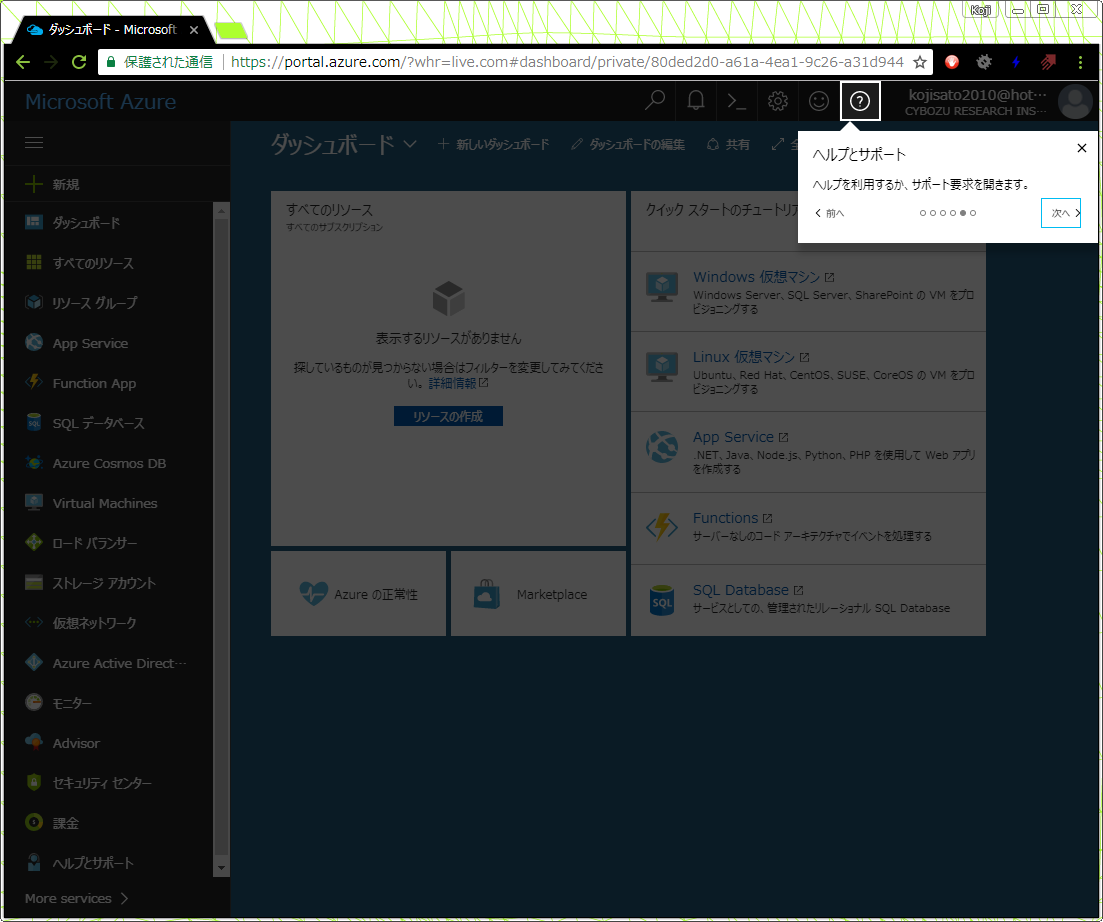 Koji
ダッシュボード - Microsoft
保護された通信
https://portal.azure.com/?whr=live.com#dashboard/private/80ded2d0-a61a-4ea1-9c26-a31d944
Microsoft Azure
kojisato2010@hot…
CYBOZU RESEARCH INS…
ダッシュボード
新しいダッシュボード
ダッシュボードの編集
共有
ヘルプとサポート
ヘルプを利用するか、サポート要求を開きます。
前へ
次へ
新規
ダッシュボード
すべてのリソース
リソース グループ
App Service
Function App
SQL データベース
Azure Cosmos DB
Virtual Machines
ロード バランサー
ストレージ アカウント
仮想ネットワーク
Azure Active Direct…
モニター
Advisor
セキュリティ センター
課金
ヘルプとサポート
More services
すべてのリソース
すべてのサブスクリプション
表示するリソースがありません
探しているものが見つからない場合はフィルターを変更してみてくださ
い。詳細情報
リソースの作成
Azure の正常性
Marketplace
クイック スタートのチュートリア
Windows 仮想マシン
Windows Server、SQL Server、SharePoint の VM をプロ
ビジョニングする
Linux 仮想マシン
Ubuntu、Red Hat、CentOS、SUSE、CoreOS の VM をプロ
ビジョニングする
App Service
.NET、Java、Node.js、Python、PHP を使用して Web アプリ
を作成する
Functions
サーバーなしのコード アーキテクチャでイベントを処理する
SQL
SQL Database
サービスとしての、管理されたリレーショナル SQL Database